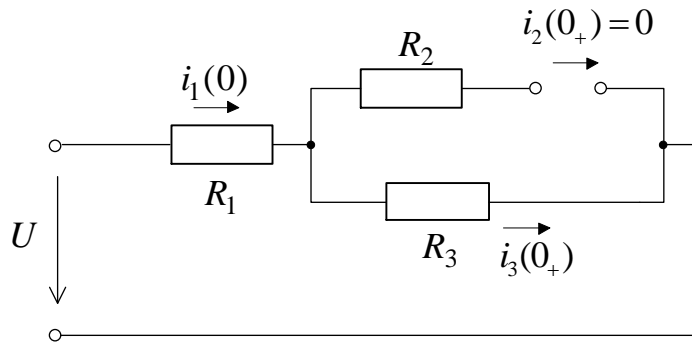 i₂(0₊) = 0
R₂
i₁(0)
R₁
U
R₃
i₃(0₊)